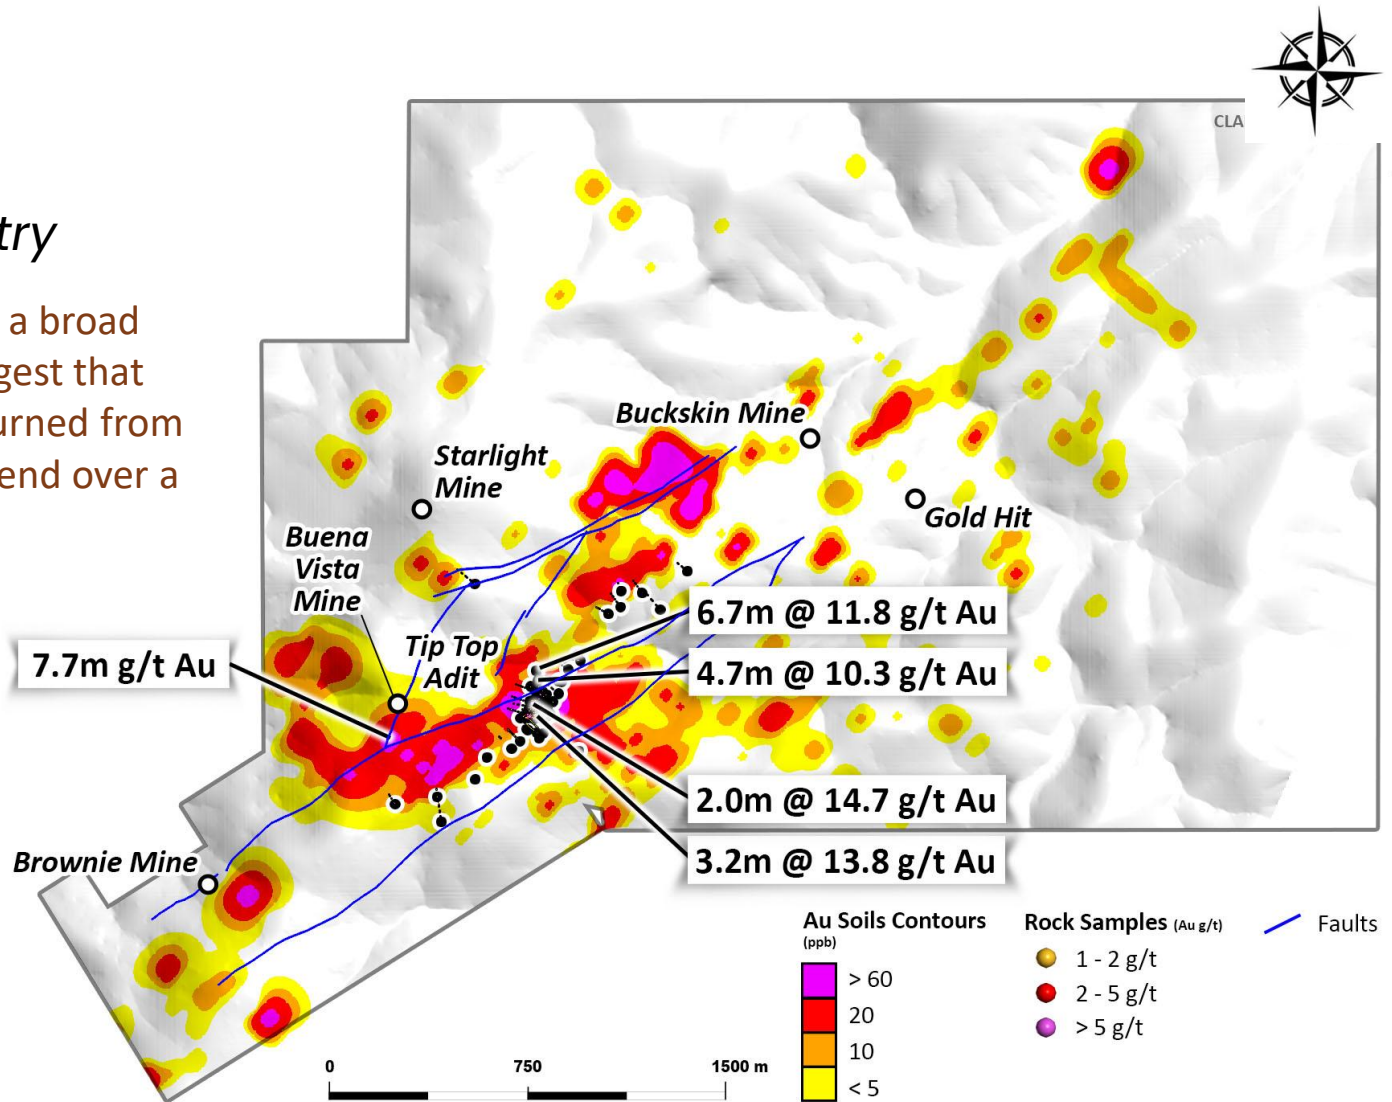 try
a broad
gest that
urned from
end over a
CLA
Buckskin Mine
Starlight
Mine
Gold Hit
Buena
Vista
Mine
6.7m @ 11.8 g/t Au
Tip Top
Adit
7.7m g/t Au
4.7m @ 10.3 g/t Au
2.0m @ 14.7 g/t Au
3.2m @ 13.8 g/t Au
Brownie Mine
Au Soils Contours
(ppb)
> 60
20
10
< 5
Rock Samples (Au g/t)
1 - 2 g/t
2 - 5 g/t
> 5 g/t
Faults
0 750 1500 m